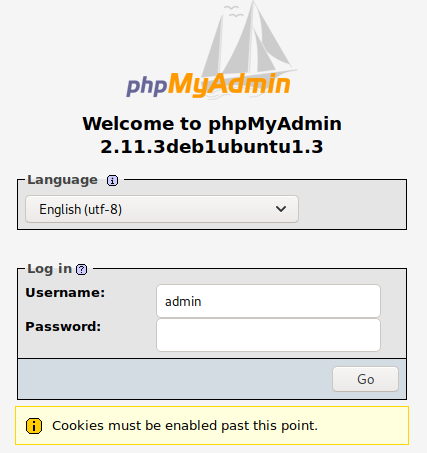 phpMyAdmin
Welcome to phpMyAdmin
2.11.3deb1ubuntu1.3
Language
English (utf-8)
Log in
Username:
admin
Password:
Go
Cookies must be enabled past this point.